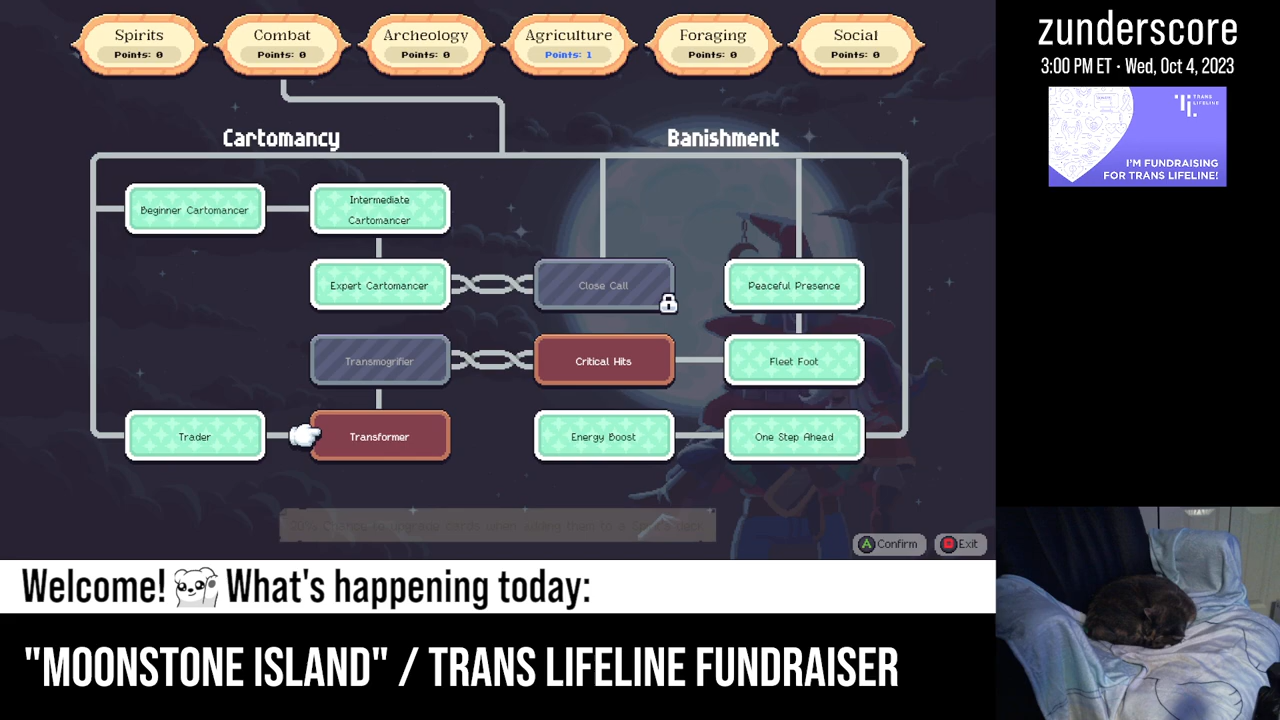 Spirits
Points: 0
Combat
Points: 0
Archeology
Points: 0
Agriculture
Points: 1
Foraging
Points: 0
Social
Points: 0
Cartomancy
Banishment
Beginner Cartomancer
Intermediate
Cartomancer
Expert Cartomancer
Close Call
Peaceful Presence
Transmogrifier
Critical Hits
Fleet Foot
Trader
Transformer
Energy Boost
One Step Ahead
A Confirm
Exit
zunderscore
3:00 PM ET · Wed, Oct 4, 2023
TRANS
LIFELINE
I'M FUNDRAISING
FOR TRANS LIFELINE!
Welcome! What's happening today:
"MOONSTONE ISLAND" / TRANS LIFELINE FUNDRAISER